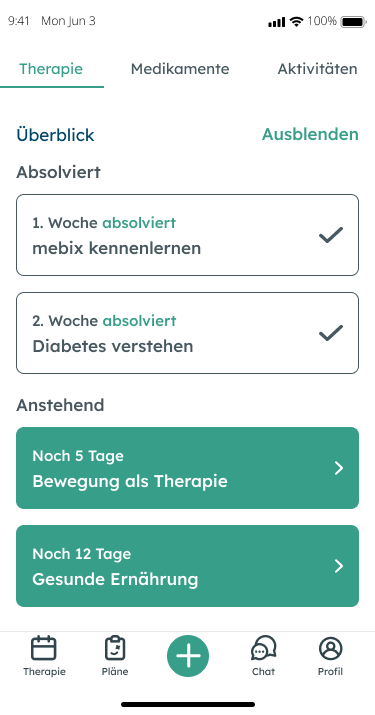 9:41 Mon Jun 3 100%
Therapie Medikamente Aktivitäten
Überblick Ausblenden
Absolviert
1. Woche absolviert
mebix kennenlernen
2. Woche absolviert
Diabetes verstehen
Anstehend
Noch 5 Tage
Bewegung als Therapie
Noch 12 Tage
Gesunde Ernährung
Therapie Pläne Chat Profil